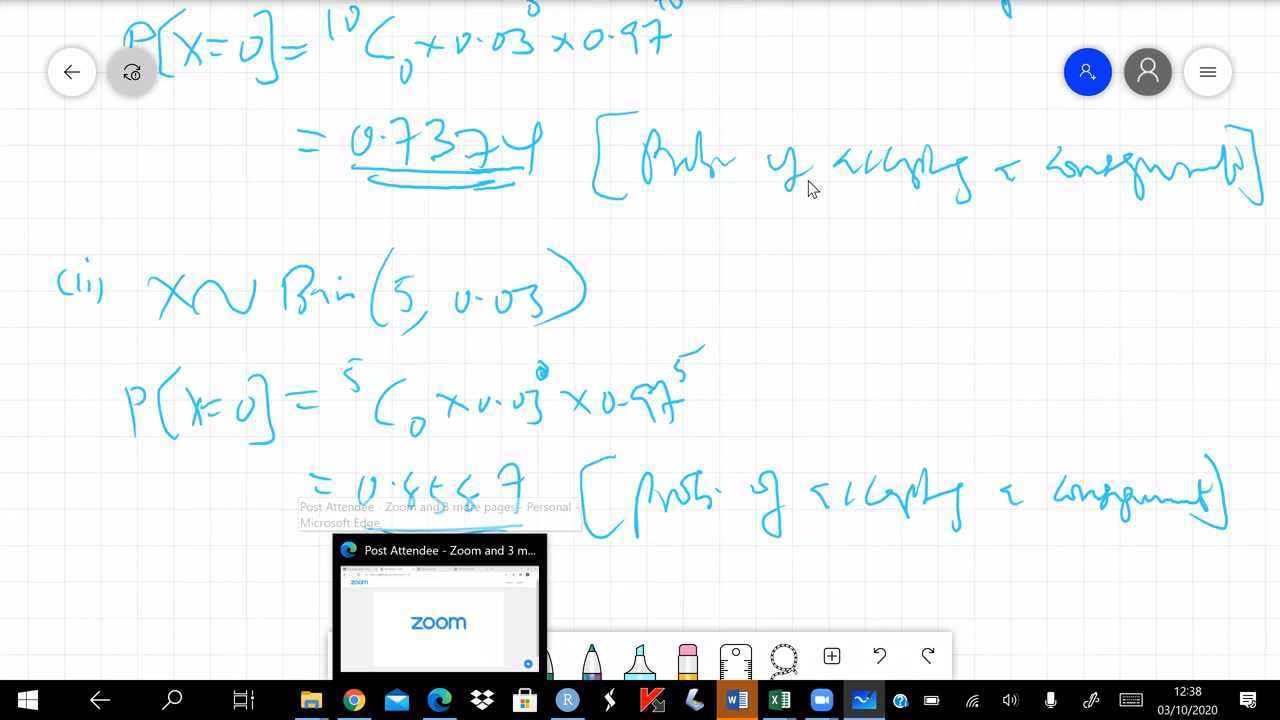 P[X=0] = ¹⁰C₀ × 0.03⁰ × 0.97¹⁰
= 0.7374 [Prob. of accepting a consignment]
(ii) X ~ Bin (5, 0.03)
P[X=0] = ⁵C₀ × 0.03⁰ × 0.97⁵
= 0.8587 [Prob. of accepting a consignment]
Post Attendee - Zoom and 3 more pages - Personal -
Microsoft Edge
Post Attendee - Zoom and 3 m...
zoom
zoom
12:38
03/10/2020